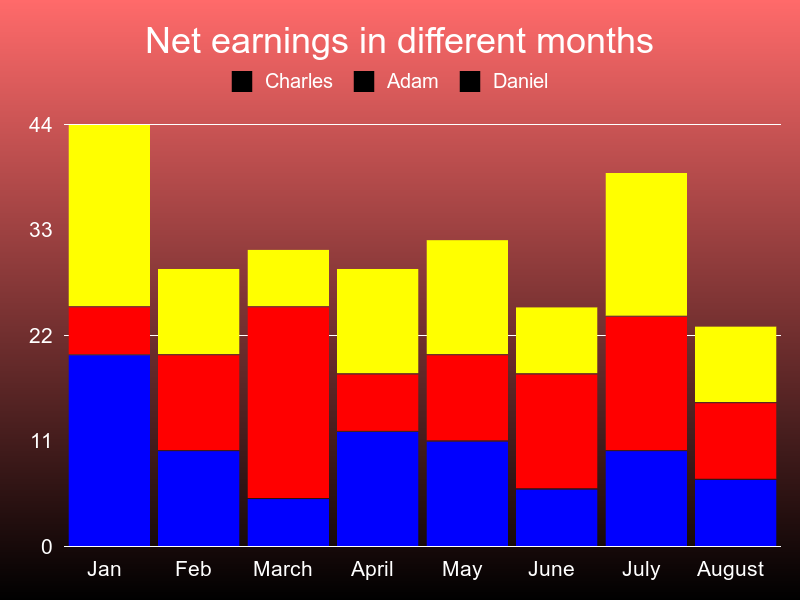 Net earnings in different months
Charles Adam Daniel
44
33
22
11
0
Jan Feb March April May June July August